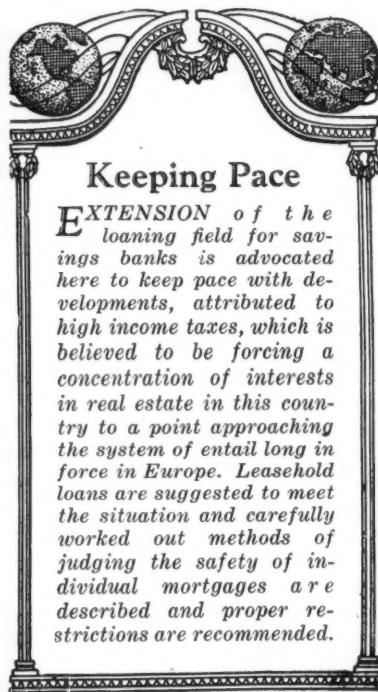 Keeping Pace
EXTENSION of the
loaning field for sav-
ings banks is advocated
here to keep pace with de-
velopments, attributed to
high income taxes, which is
believed to be forcing a
concentration of interests
in real estate in this coun-
try to a point approaching
the system of entail long in
force in Europe. Leasehold
loans are suggested to meet
the situation and carefully
worked out methods of
judging the safety of in-
dividual mortgages are
described and proper re-
strictions are recommended.